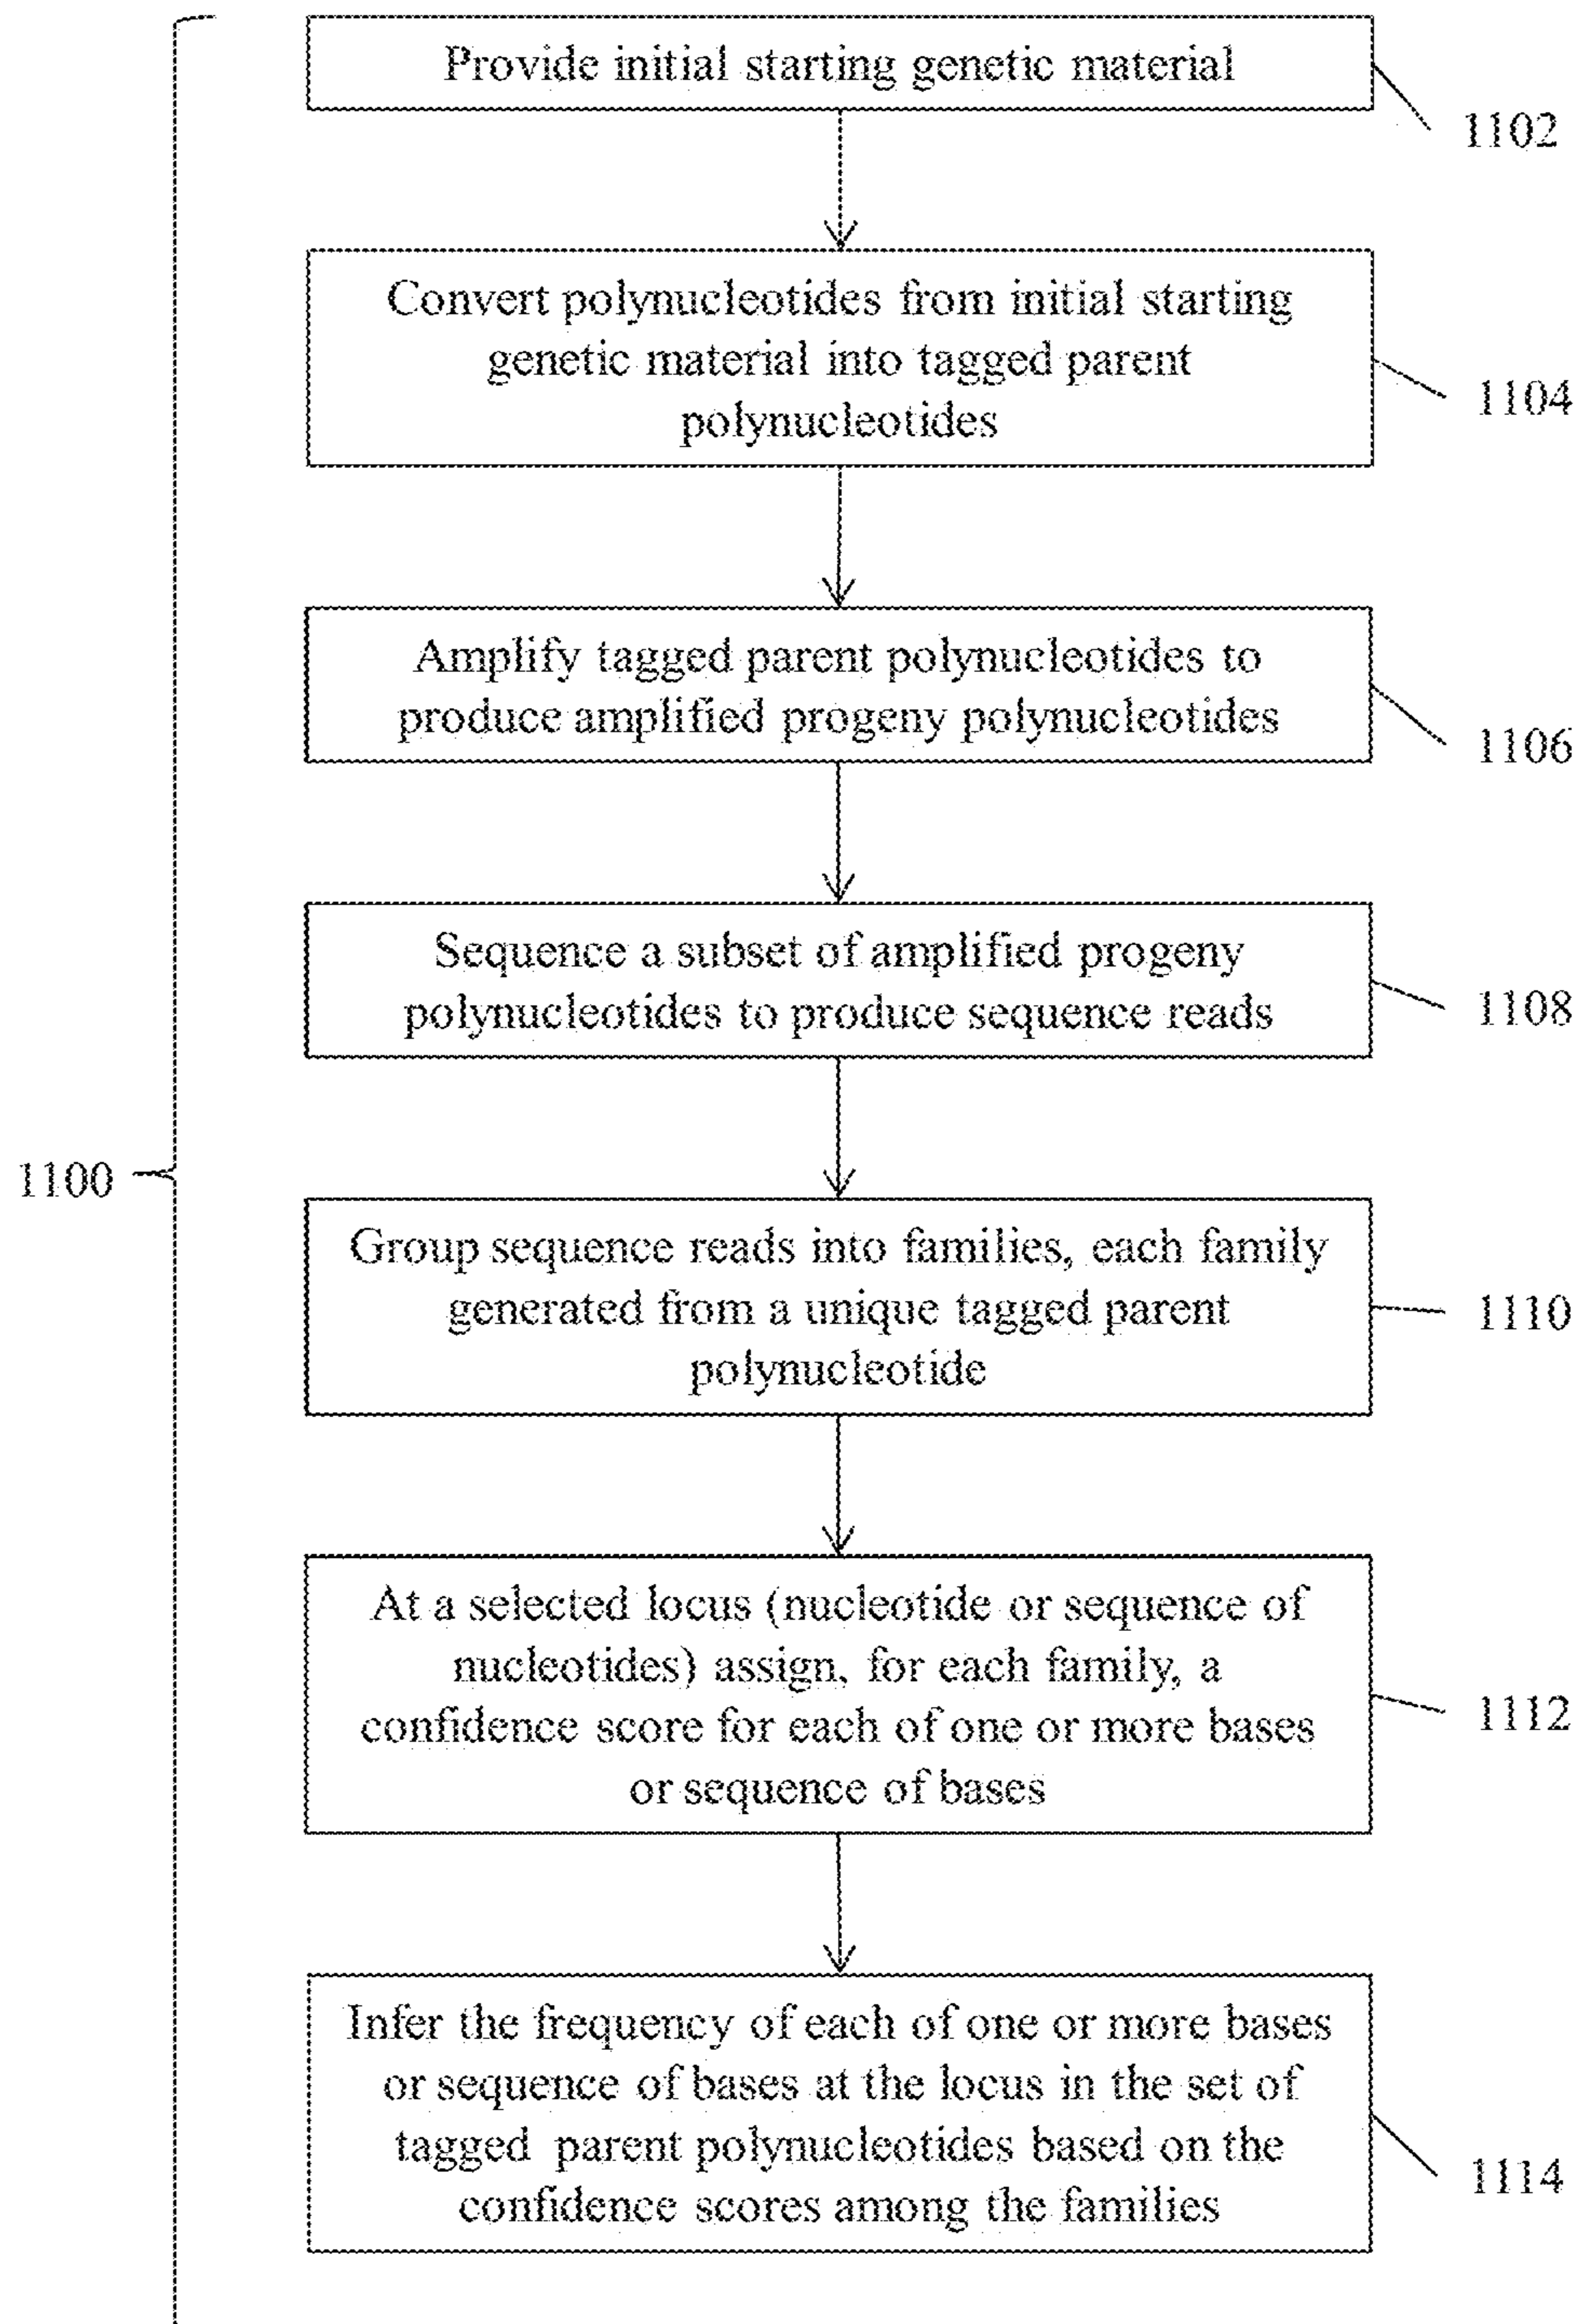 Provide initial starting genetic material
1102
Convert polynucleotides from initial starting
genetic material into tagged parent
polynucleotides
1104
Amplify tagged parent polynucleotides to
produce amplified progeny polynucleotides
1106
Sequence a subset of amplified progeny
polynucleotides to produce sequence reads
1108
1100
Group sequence reads into families, each family
generated from a unique tagged parent
polynucleotide
1110
At a selected locus (nucleotide or sequence of
nucleotides) assign, for each family, a
confidence score for each of one or more bases
or sequence of bases
1112
Infer the frequency of each of one or more bases
or sequence of bases at the locus in the set of
tagged parent polynucleotides based on the
confidence scores among the families
1114